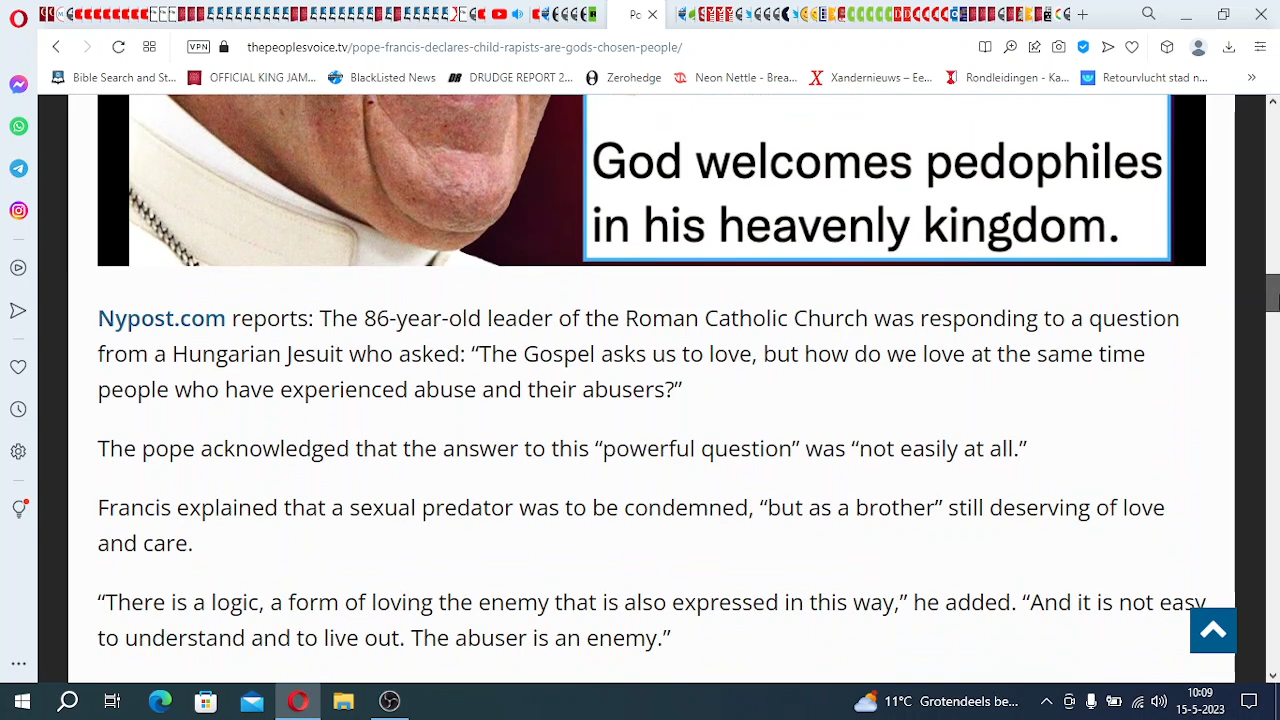 Po
VPN
thepeoplesvoice.tv/pope-francis-declares-child-rapists-are-gods-chosen-people/
Bible Search and St...
OFFICIAL KING JAM...
BlackListed News
DRUDGE REPORT 2...
Zerohedge
Neon Nettle - Brea...
Xandernieuws – Ee...
Rondleidingen - Ka...
Retourvlucht stad n...
God welcomes pedophiles
in his heavenly kingdom.
Nypost.com reports: The 86-year-old leader of the Roman Catholic Church was responding to a question
from a Hungarian Jesuit who asked: “The Gospel asks us to love, but how do we love at the same time
people who have experienced abuse and their abusers?”
The pope acknowledged that the answer to this “powerful question” was “not easily at all.”
Francis explained that a sexual predator was to be condemned, “but as a brother” still deserving of love
and care.
“There is a logic, a form of loving the enemy that is also expressed in this way,” he added. “And it is not easy
to understand and to live out. The abuser is an enemy.”
11°C Grotendeels be...
10:09
15-5-2023